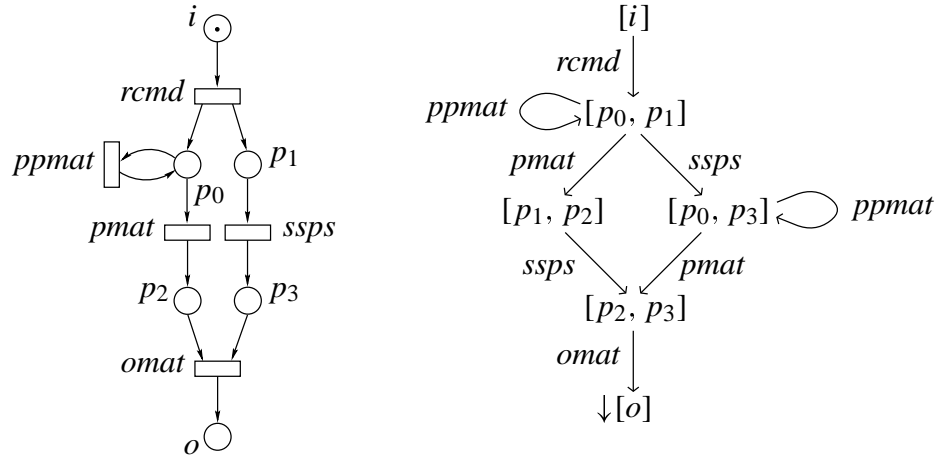 i
rcmd
ppmat
p0
p1
pmat
ssps
p2
p3
omat
o
[i]
rcmd
ppmat
[p0, p1]
pmat
ssps
[p1, p2]
[p0, p3]
ppmat
ssps
pmat
[p2, p3]
omat
↓[o]